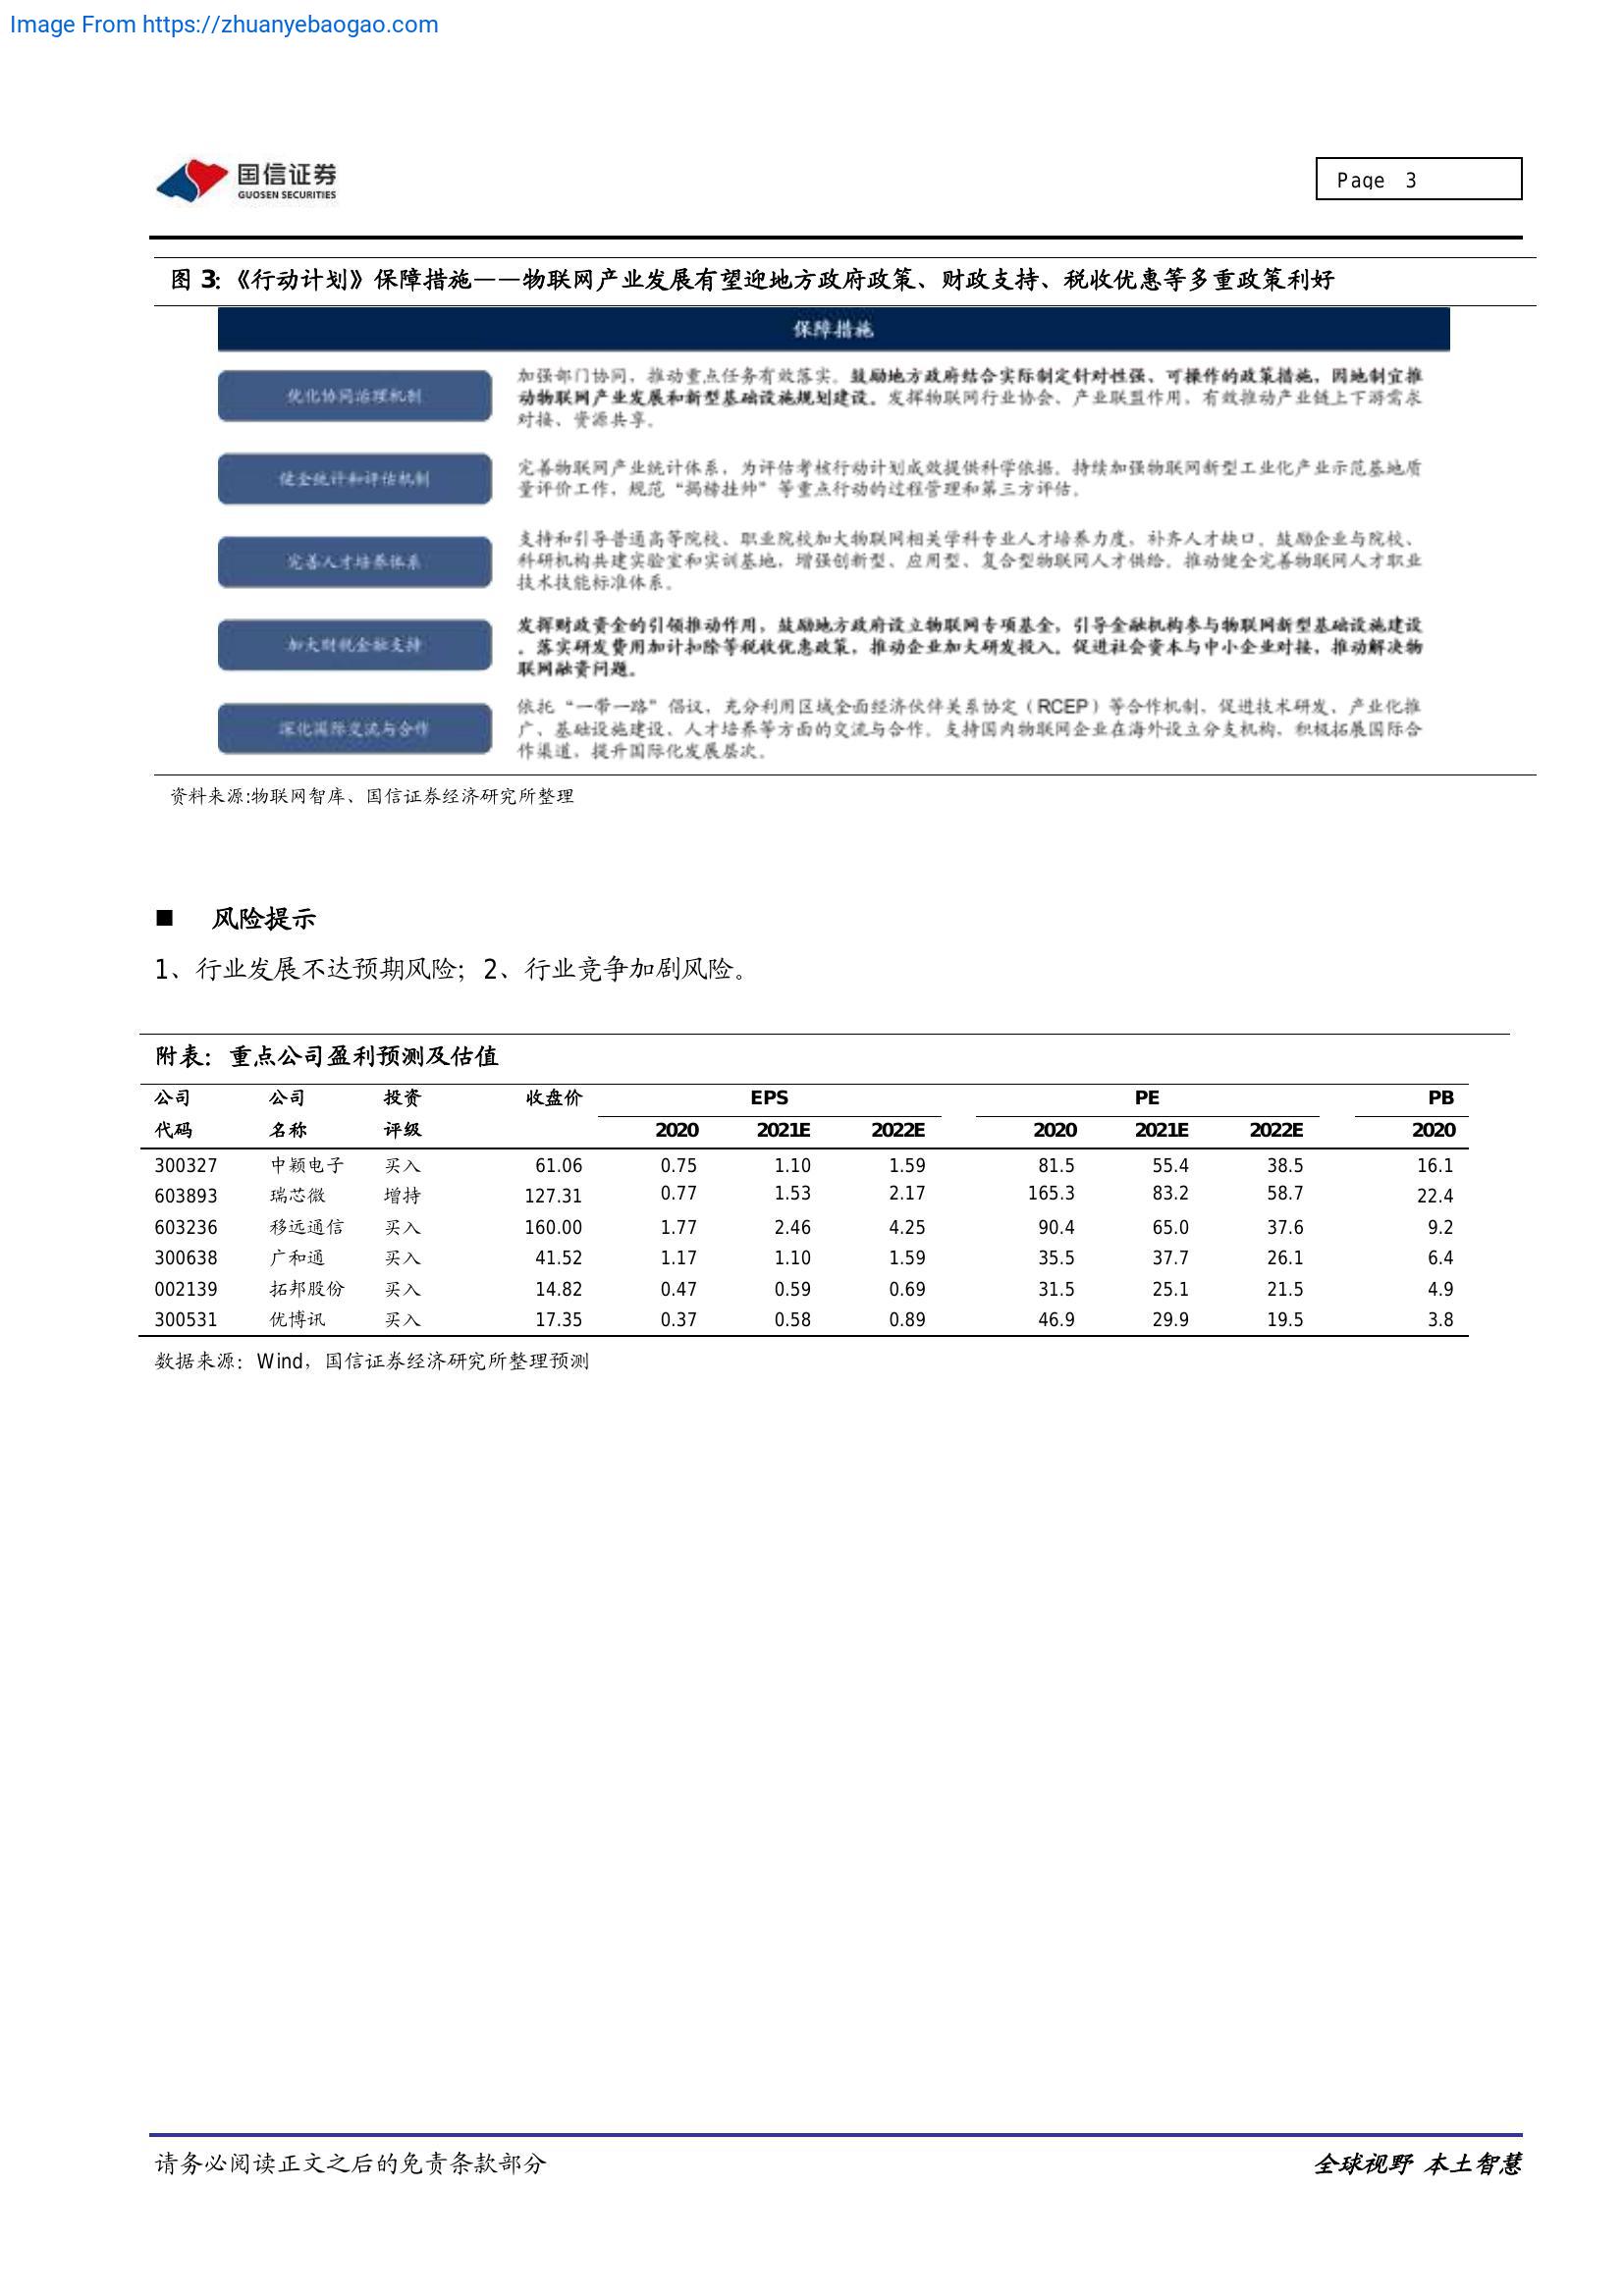 Image From https://zhuanyebaogao.com
国信证券
GUOSEN SECURITIES
Page 3
图 3:《行动计划》保障措施——物联网产业发展有望迎地方政府政策、财政支持、税收优惠等多重政策利好
保障措施
优化协同治理机制
加强部门协同，推动重点任务有效落实。鼓励地方政府结合实际制定针对性强、可操作的政策措施，因地制宜推
动物联网产业发展和新型基础设施规划建设。发挥物联网行业协会、产业联盟作用，有效推动产业链上下游需求
对接、资源共享。
健全统计和评估机制
完善物联网产业统计体系，为评估考核行动计划成效提供科学依据。持续加强物联网新型工业化产业示范基地质
量评价工作，规范“揭榜挂帅”等重点行动的过程管理和第三方评估。
完善人才培养体系
支持和引导普通高等院校、职业院校加大物联网相关学科专业人才培养力度，补齐人才缺口。鼓励企业与院校、
科研机构共建实验室和实训基地，增强创新型、应用型、复合型物联网人才供给。推动健全完善物联网人才职业
技术技能标准体系。
加大财税金融支持
发挥财政资金的引领推动作用，鼓励地方政府设立物联网专项基金，引导金融机构参与物联网新型基础设施建设
。落实研发费用加计扣除等税收优惠政策，推动企业加大研发投入。促进社会资本与中小企业对接，推动解决物
联网融资问题。
深化国际交流与合作
依托“一带一路”倡议，充分利用区域全面经济伙伴关系协定（RCEP）等合作机制，促进技术研发、产业化推
广、基础设施建设、人才培养等方面的交流与合作。支持国内物联网企业在海外设立分支机构，积极拓展国际合
作渠道，提升国际化发展层次。
资料来源:物联网智库、国信证券经济研究所整理
■ 风险提示
1、行业发展不达预期风险；2、行业竞争加剧风险。
附表：重点公司盈利预测及估值
公司 公司 投资 收盘价 EPS PE PB
代码 名称 评级 2020 2021E 2022E 2020 2021E 2022E 2020
300327 中颖电子 买入 61.06 0.75 1.10 1.59 81.5 55.4 38.5 16.1
603893 瑞芯微 增持 127.31 0.77 1.53 2.17 165.3 83.2 58.7 22.4
603236 移远通信 买入 160.00 1.77 2.46 4.25 90.4 65.0 37.6 9.2
300638 广和通 买入 41.52 1.17 1.10 1.59 35.5 37.7 26.1 6.4
002139 拓邦股份 买入 14.82 0.47 0.59 0.69 31.5 25.1 21.5 4.9
300531 优博讯 买入 17.35 0.37 0.58 0.89 46.9 29.9 19.5 3.8
数据来源：Wind，国信证券经济研究所整理预测
请务必阅读正文之后的免责条款部分
全球视野 本土智慧